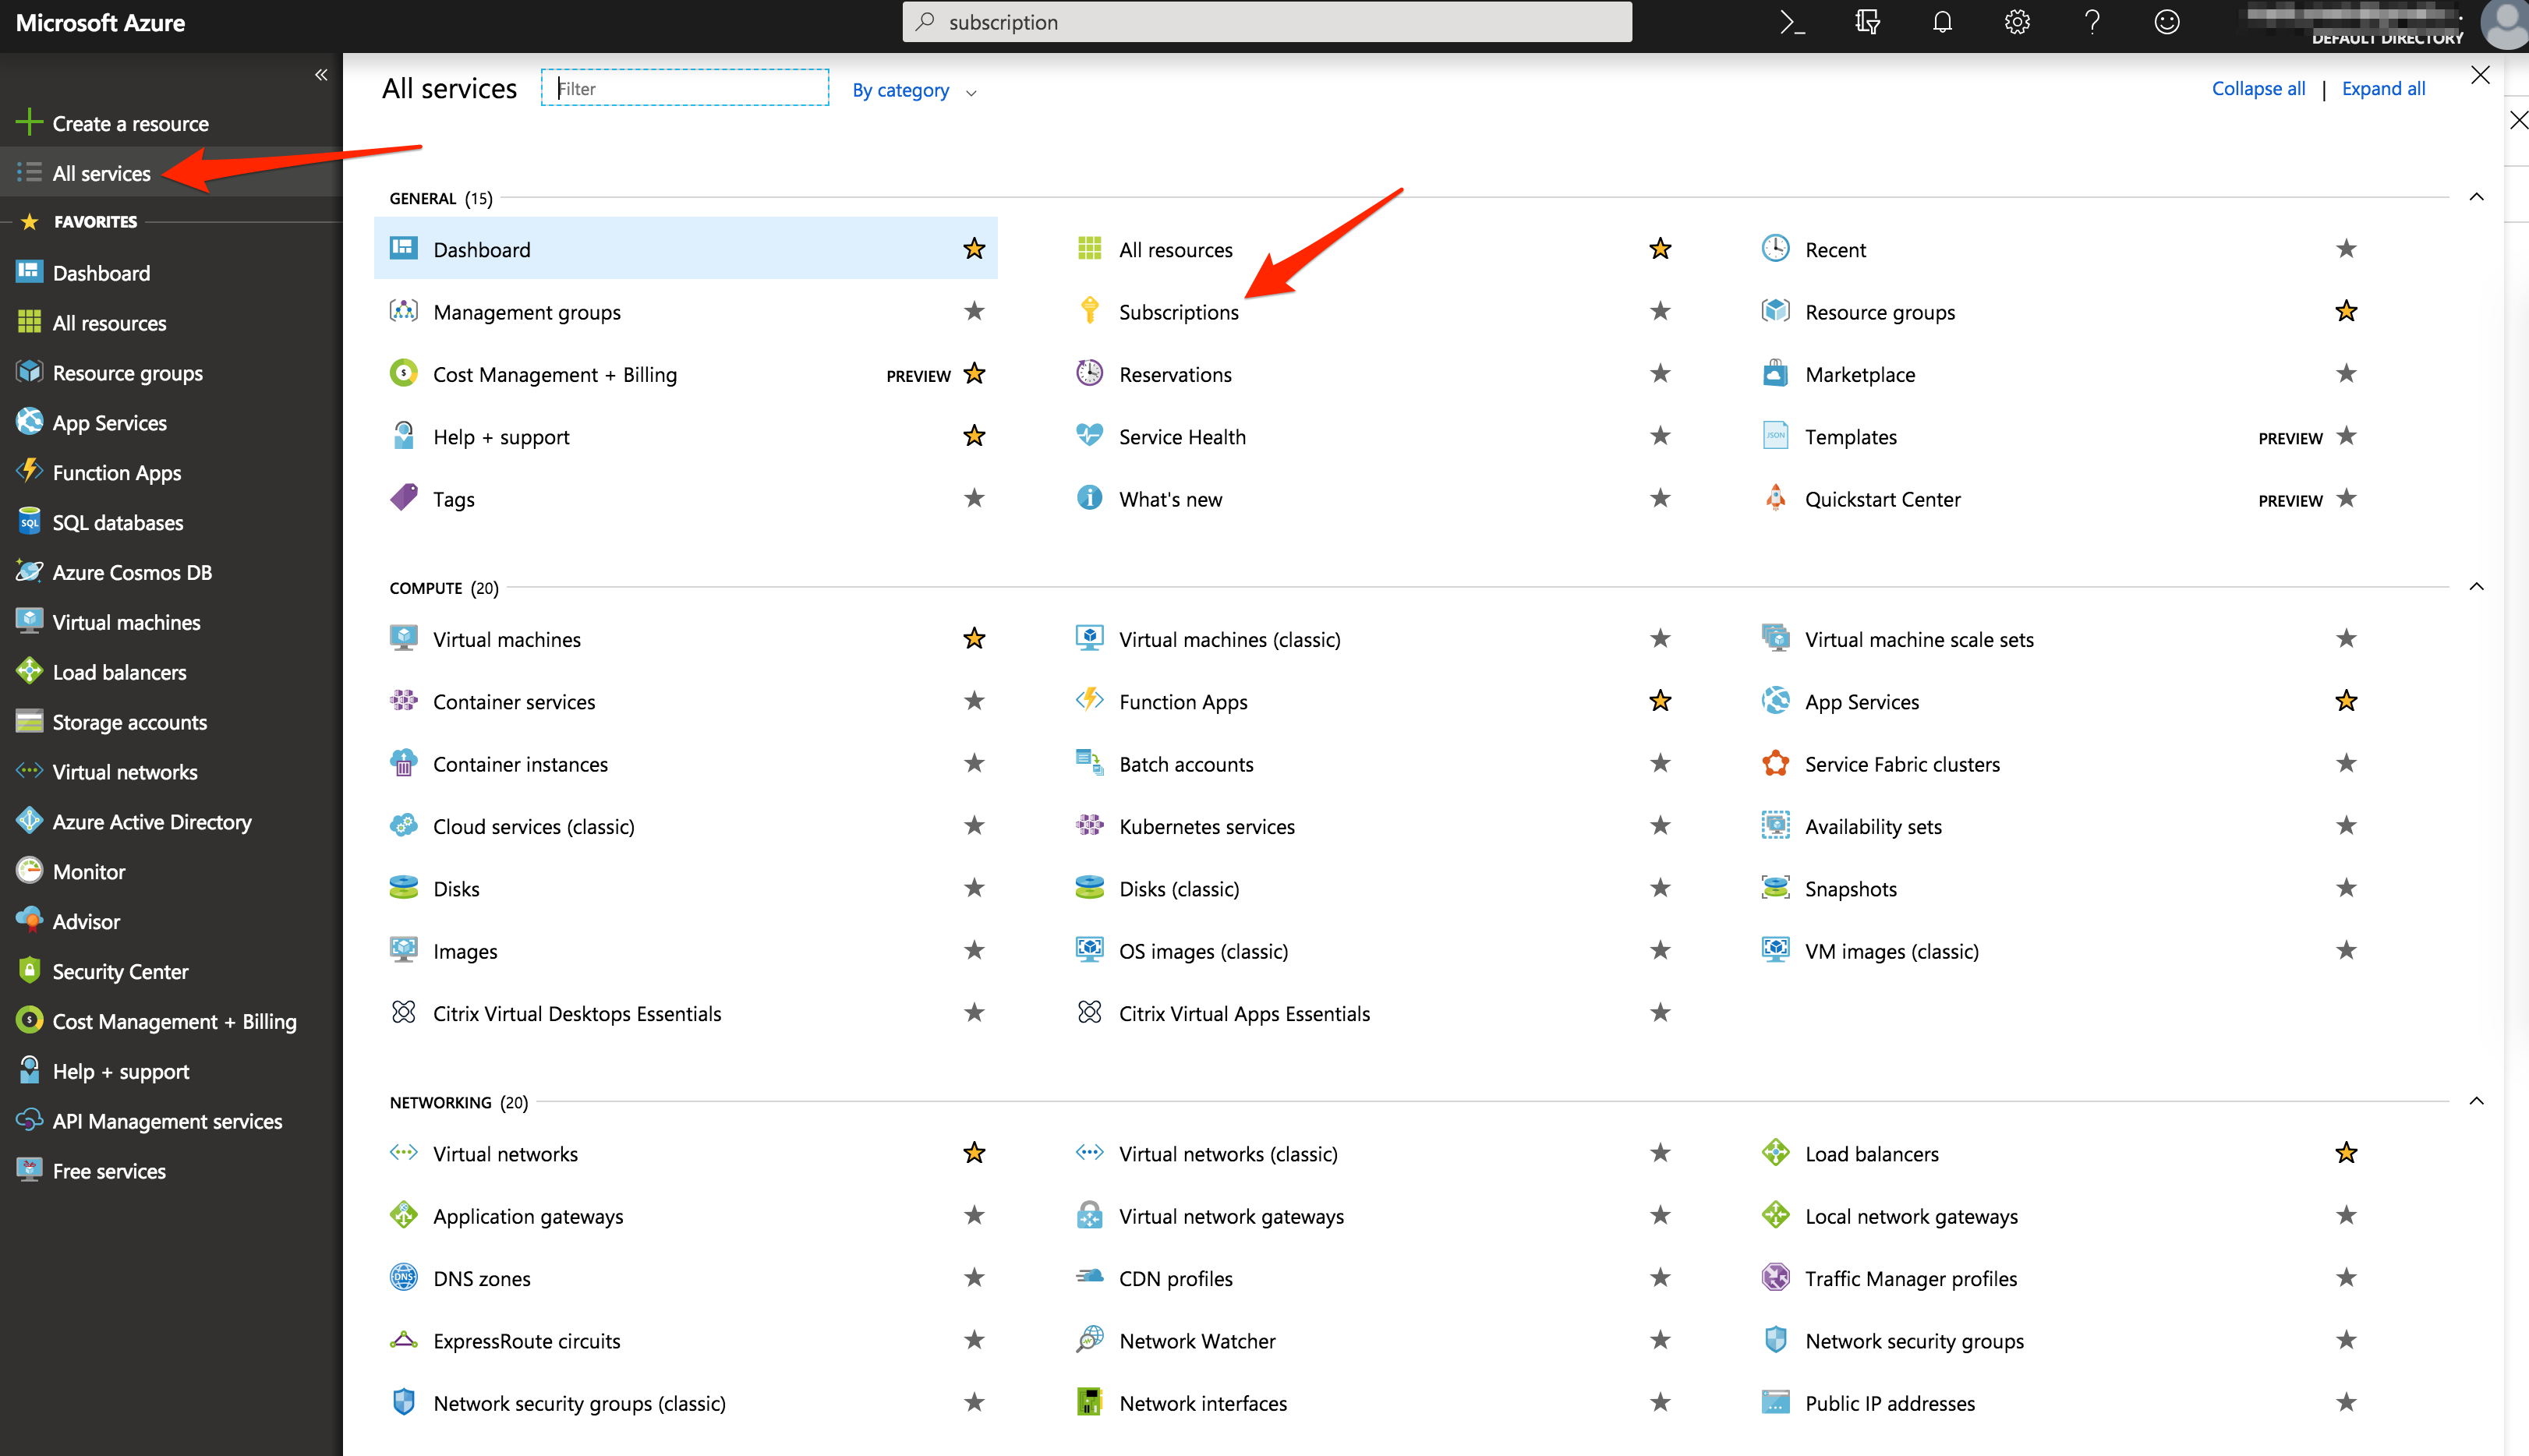 Microsoft Azure
subscription
DEFAULT DIRECTORY
Create a resource
All services
FAVORITES
Dashboard
All resources
Resource groups
App Services
Function Apps
SQL databases
Azure Cosmos DB
Virtual machines
Load balancers
Storage accounts
Virtual networks
Azure Active Directory
Monitor
Advisor
Security Center
Cost Management + Billing
Help + support
API Management services
Free services
All services
Filter
By category
Collapse all | Expand all
GENERAL (15)
Dashboard
All resources
Recent
Management groups
Subscriptions
Resource groups
Cost Management + Billing PREVIEW
Reservations
Marketplace
Help + support
Service Health
Templates PREVIEW
Tags
What's new
Quickstart Center PREVIEW
COMPUTE (20)
Virtual machines
Virtual machines (classic)
Virtual machine scale sets
Container services
Function Apps
App Services
Container instances
Batch accounts
Service Fabric clusters
Cloud services (classic)
Kubernetes services
Availability sets
Disks
Disks (classic)
Snapshots
Images
OS images (classic)
VM images (classic)
Citrix Virtual Desktops Essentials
Citrix Virtual Apps Essentials
NETWORKING (20)
Virtual networks
Virtual networks (classic)
Load balancers
Application gateways
Virtual network gateways
Local network gateways
DNS zones
CDN profiles
Traffic Manager profiles
ExpressRoute circuits
Network Watcher
Network security groups
Network security groups (classic)
Network interfaces
Public IP addresses